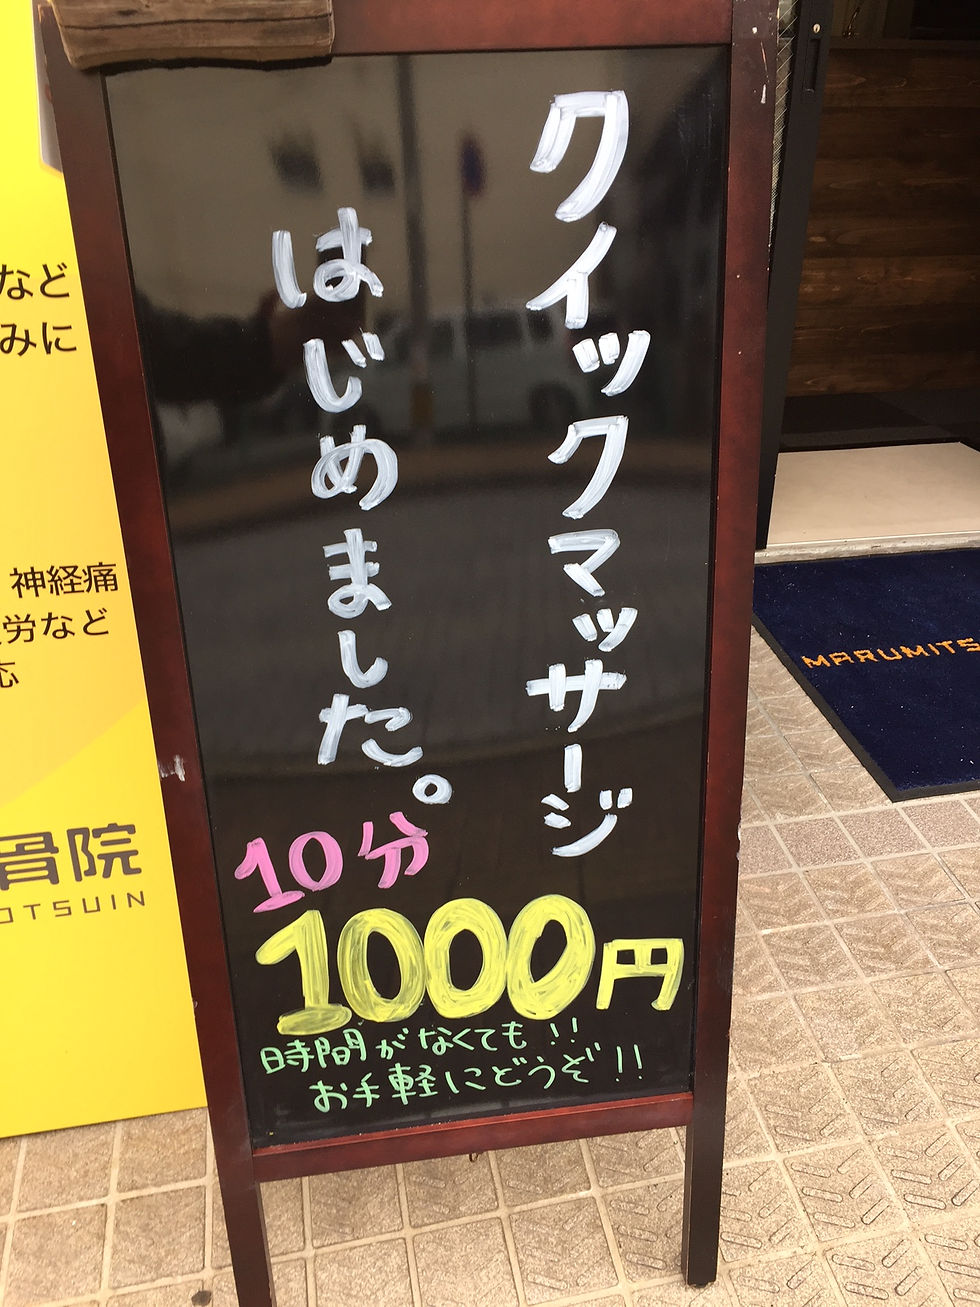 クイックマッサージ
はじめました。
10分
1000円
時間がなくても!!
お手軽にどうぞ!!
など
みに
神経痛
労など
応
骨院
OTSUIN
MARUMITS